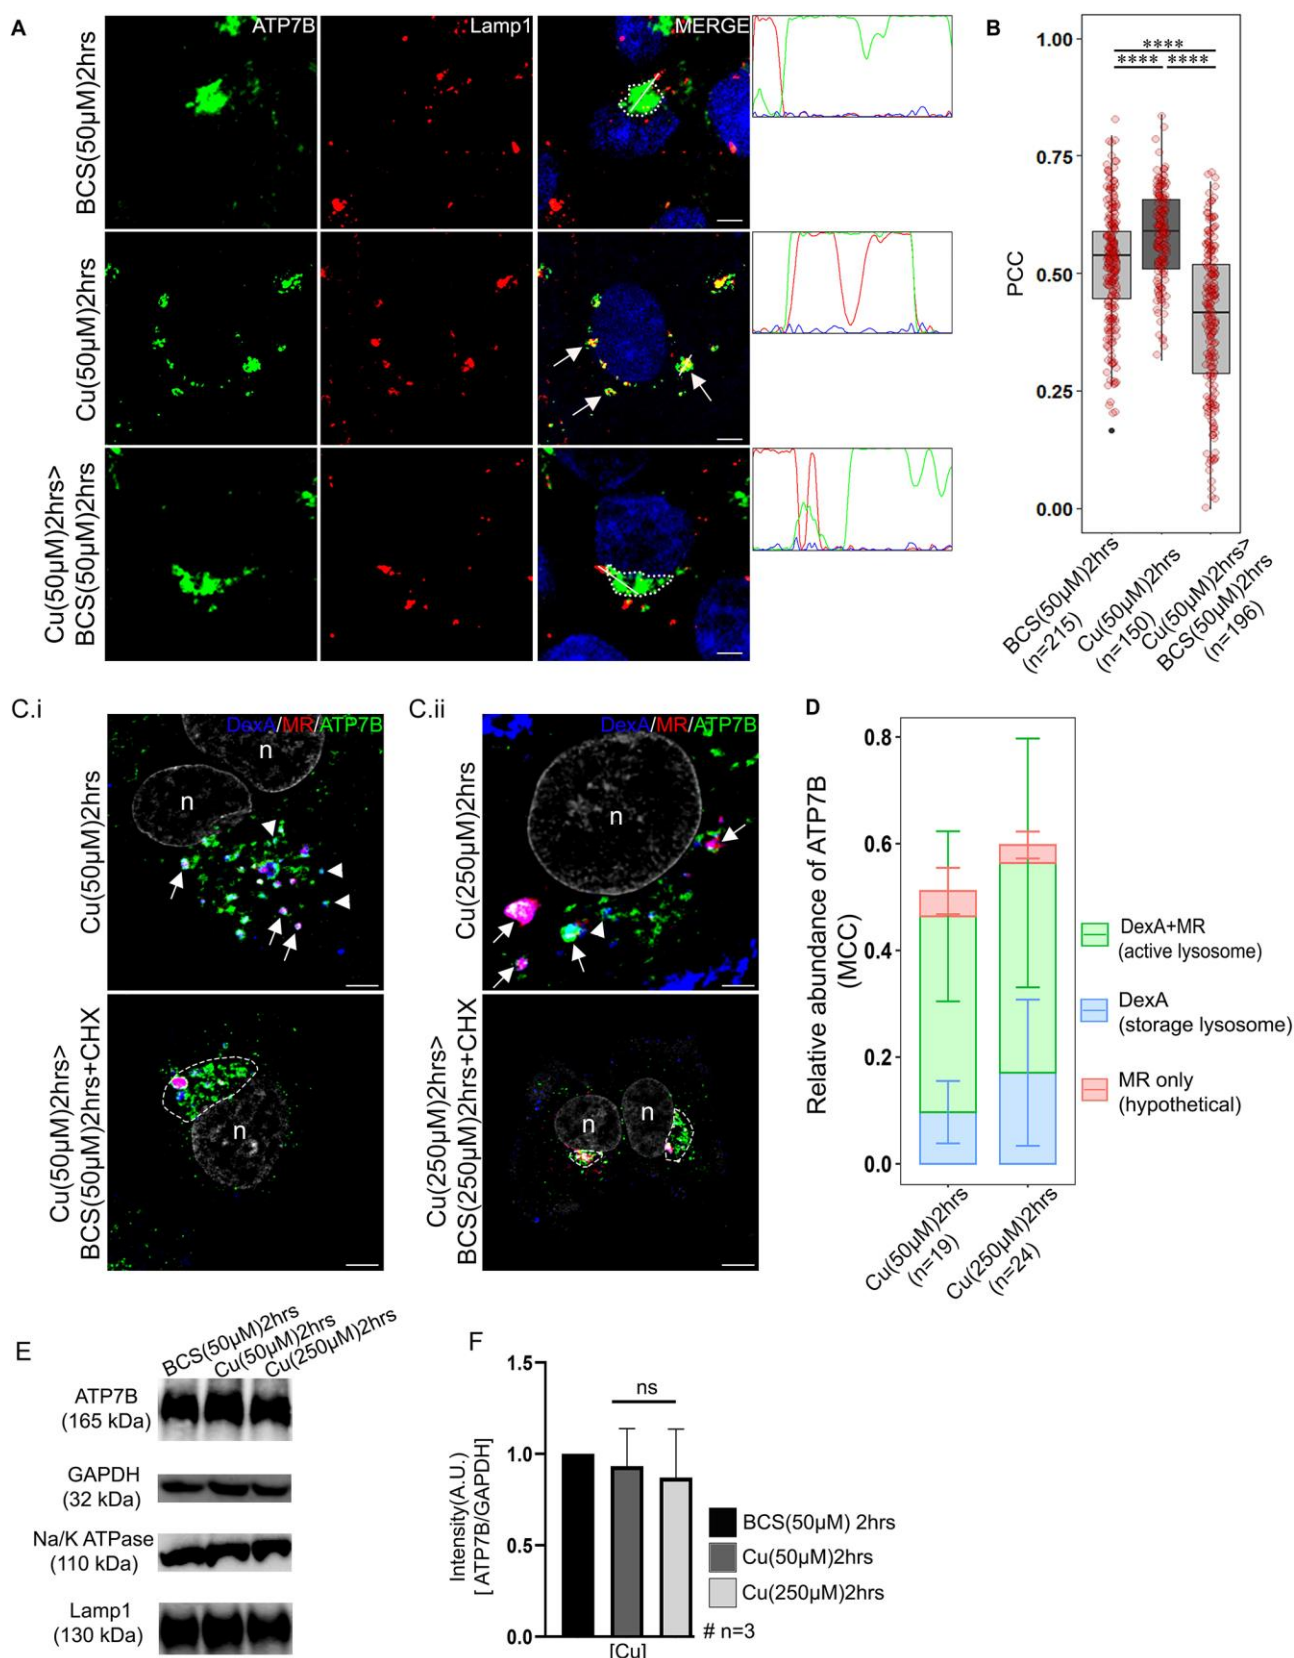 A
ATP7B
Lamp1
MERGE
BCS(50µM)2hrs
Cu(50µM)2hrs
Cu(50µM)2hrs>
BCS(50µM)2hrs
B
****
**** ****
1.00
0.75
0.50
0.25
0.00
PCC
BCS(50µM)2hrs
(n=215)
Cu(50µM)2hrs
(n=150)
Cu(50µM)2hrs>
BCS(50µM)2hrs
(n=196)
C.i
DexA/MR/ATP7B
Cu(50µM)2hrs
n
n
Cu(50µM)2hrs>
BCS(50µM)2hrs+CHX
n
C.ii
DexA/MR/ATP7B
Cu(250µM)2hrs
n
Cu(250µM)2hrs>
BCS(250µM)2hrs+CHX
n
n
D
Relative abundance of ATP7B
(MCC)
0.8
0.6
0.4
0.2
0.0
Cu(50µM)2hrs
(n=19)
Cu(250µM)2hrs
(n=24)
DexA+MR
(active lysosome)
DexA
(storage lysosome)
MR only
(hypothetical)
E
BCS(50µM)2hrs
Cu(50µM)2hrs
Cu(250µM)2hrs
ATP7B
(165 kDa)
GAPDH
(32 kDa)
Na/K ATPase
(110 kDa)
Lamp1
(130 kDa)
F
Intensity(A.U.)
[ ATP7B/GAPDH]
1.5
1.0
0.5
0.0
ns
[Cu]
BCS(50µM) 2hrs
Cu(50µM)2hrs
Cu(250µM)2hrs
# n=3